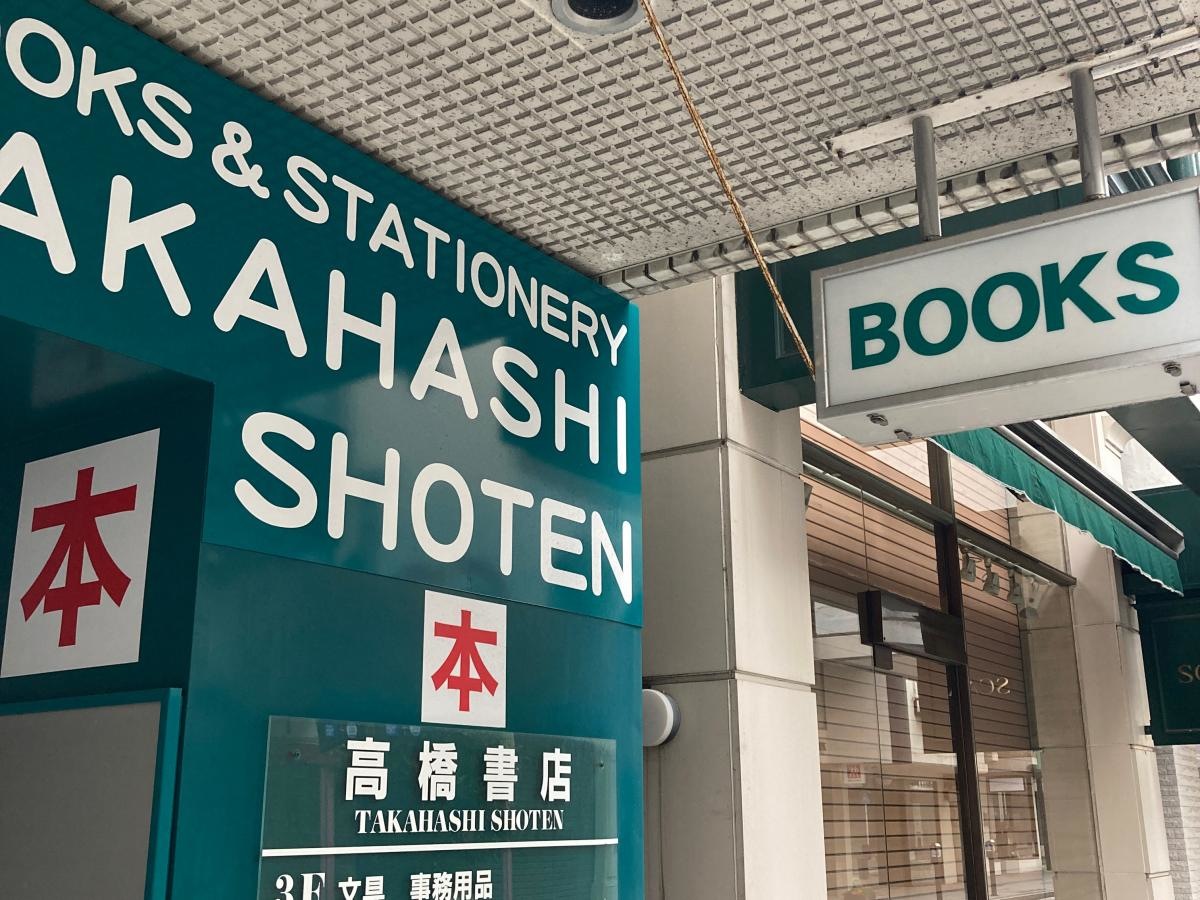 OOKS & STATIONERY
AKAHASHI
SHOTEN
本
本
高橋書店
TAKAHASHI SHOTEN
3F 文具 事務用品
BOOKS